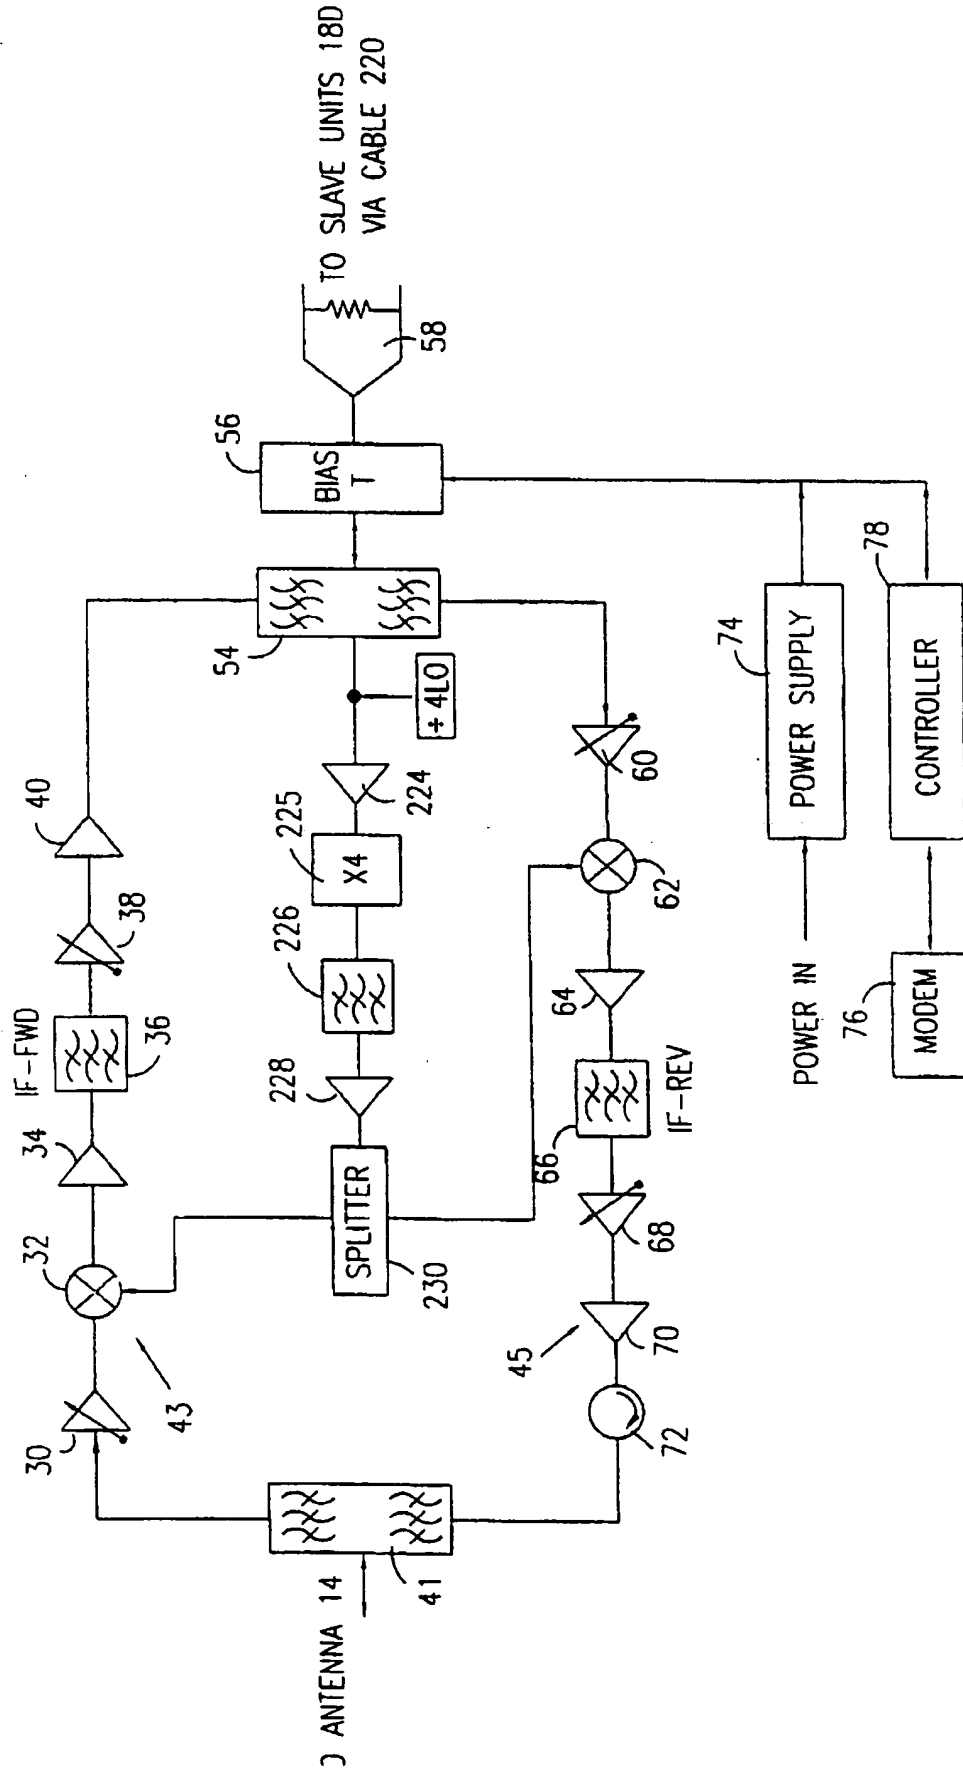 IF-FWD
30
32
34
36
38
40
43
TO SLAVE UNITS 18D
VIA CABLE 220
ANTENNA 14
41
SPLITTER
230
228
226
X4
225
224
÷ 4LO
54
BIAS
T
56
58
45
72
70
68
66
IF-REV
64
62
60
POWER IN
POWER SUPPLY
74
MODEM
76
CONTROLLER
78